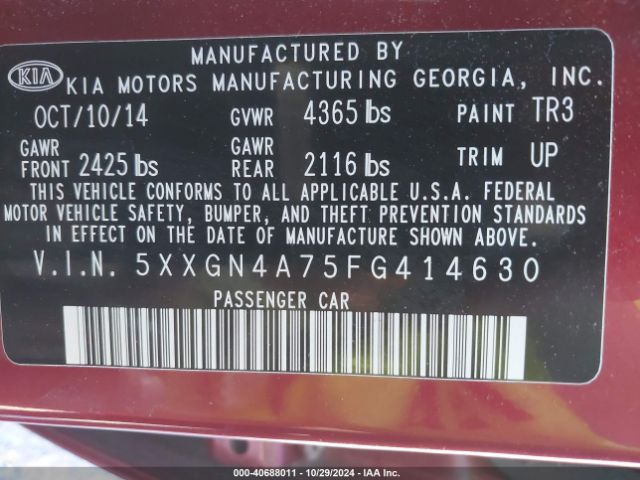 MANUFACTURED BY
KIA KIA MOTORS MANUFACTURING GEORGIA, INC.
OCT/10/14 GVWR 4365 lbs PAINT TR3
GAWR FRONT 2425 lbs GAWR REAR 2116 lbs TRIM UP
THIS VEHICLE CONFORMS TO ALL APPLICABLE U.S.A. FEDERAL
MOTOR VEHICLE SAFETY, BUMPER, AND THEFT PREVENTION STANDARDS
IN EFFECT ON THE DATE OF MANUFACTURE SHOWN ABOVE.
V.I.N. 5XXGN4A75FG414630
PASSENGER CAR
000-40688011 - 10/29/2024 - IAA Inc.